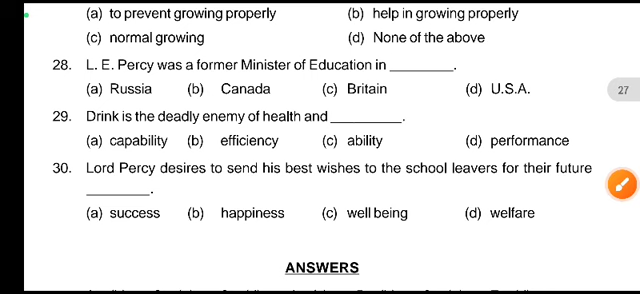 (a) to prevent growing properly (b) help in growing properly
(c) normal growing (d) None of the above
28. L. E. Percy was a former Minister of Education in _________.
(a) Russia (b) Canada (c) Britain (d) U.S.A.
27
29. Drink is the deadly enemy of health and __________.
(a) capability (b) efficiency (c) ability (d) performance
30. Lord Percy desires to send his best wishes to the school leavers for their future
_________.
(a) success (b) happiness (c) well being (d) welfare
ANSWERS